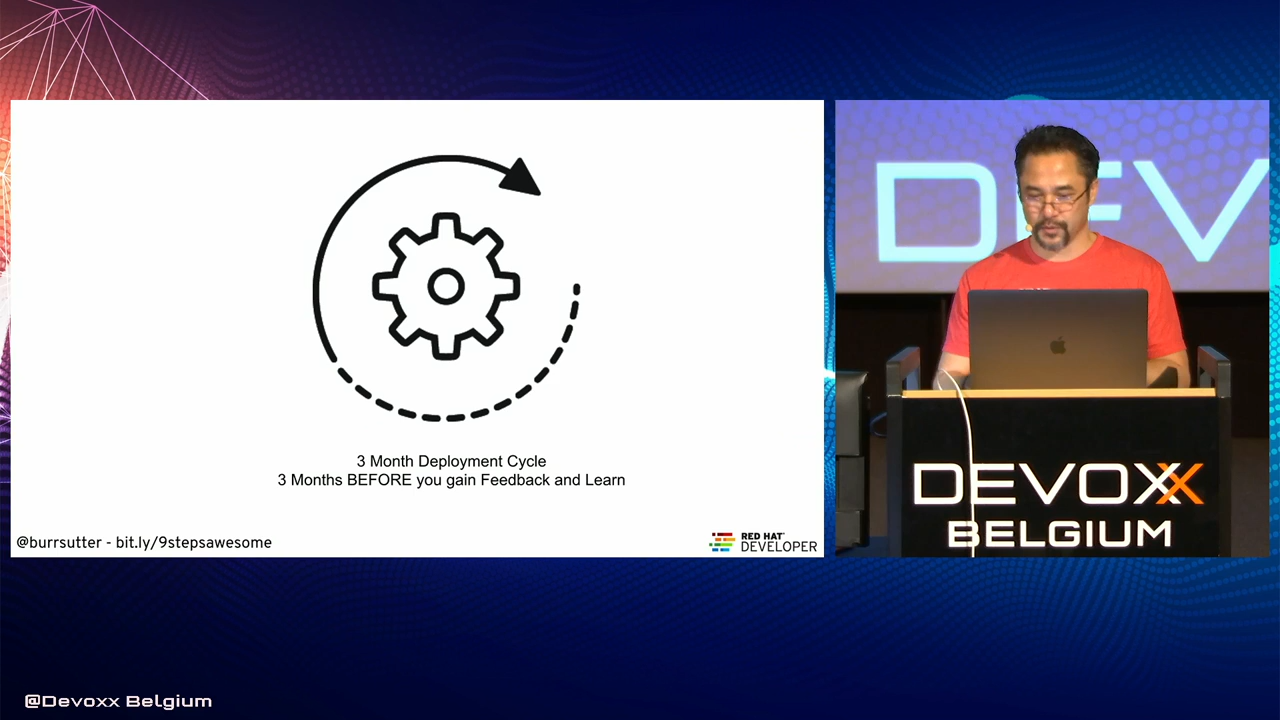 3 Month Deployment Cycle
3 Months BEFORE you gain Feedback and Learn
@burrsutter - bit.ly/9stepsawesome
RED HAT
DEVELOPER
DEV
DEVOXX
BELGIUM
@Devoxx Belgium